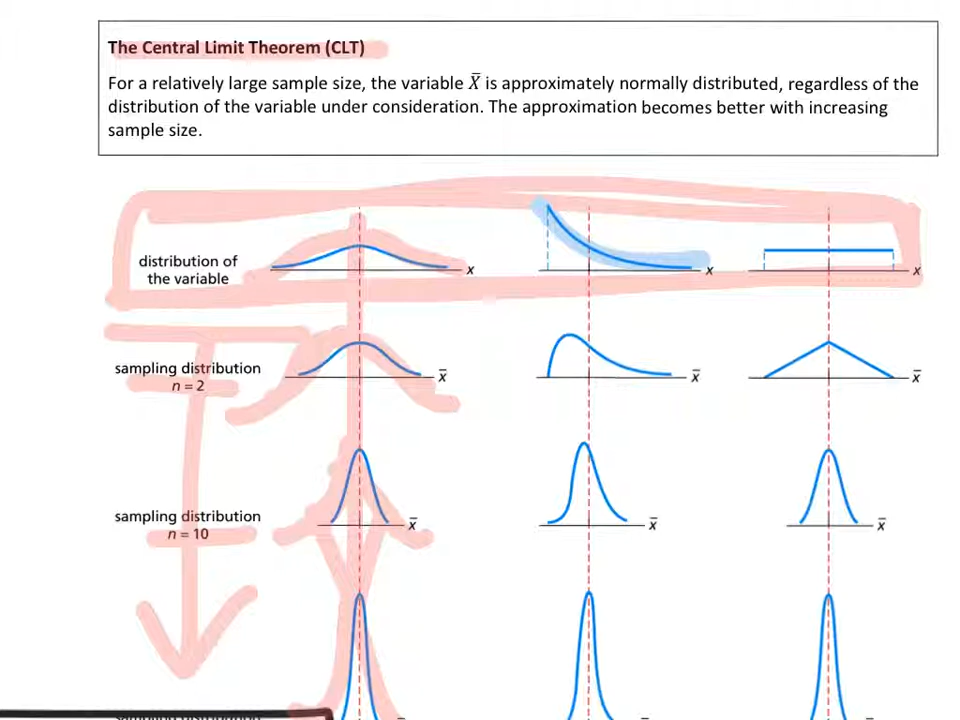 The Central Limit Theorem (CLT)
For a relatively large sample size, the variable X̄ is approximately normally distributed, regardless of the
distribution of the variable under consideration. The approximation becomes better with increasing
sample size.
distribution of
the variable
x
x
x
sampling distribution
n = 2
x̄
x̄
x̄
sampling distribution
n = 10
x̄
x̄
x̄